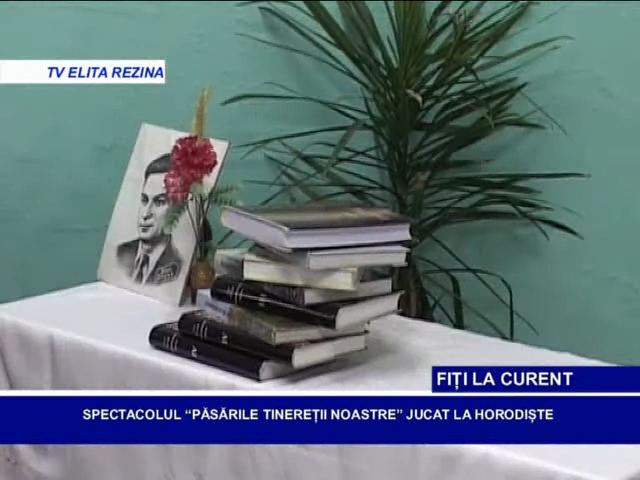 TV ELITA REZINA
FIȚI LA CURENT
SPECTACOLUL “PĂSĂRILE TINEREȚII NOASTRE” JUCAT LA HORODIȘTE